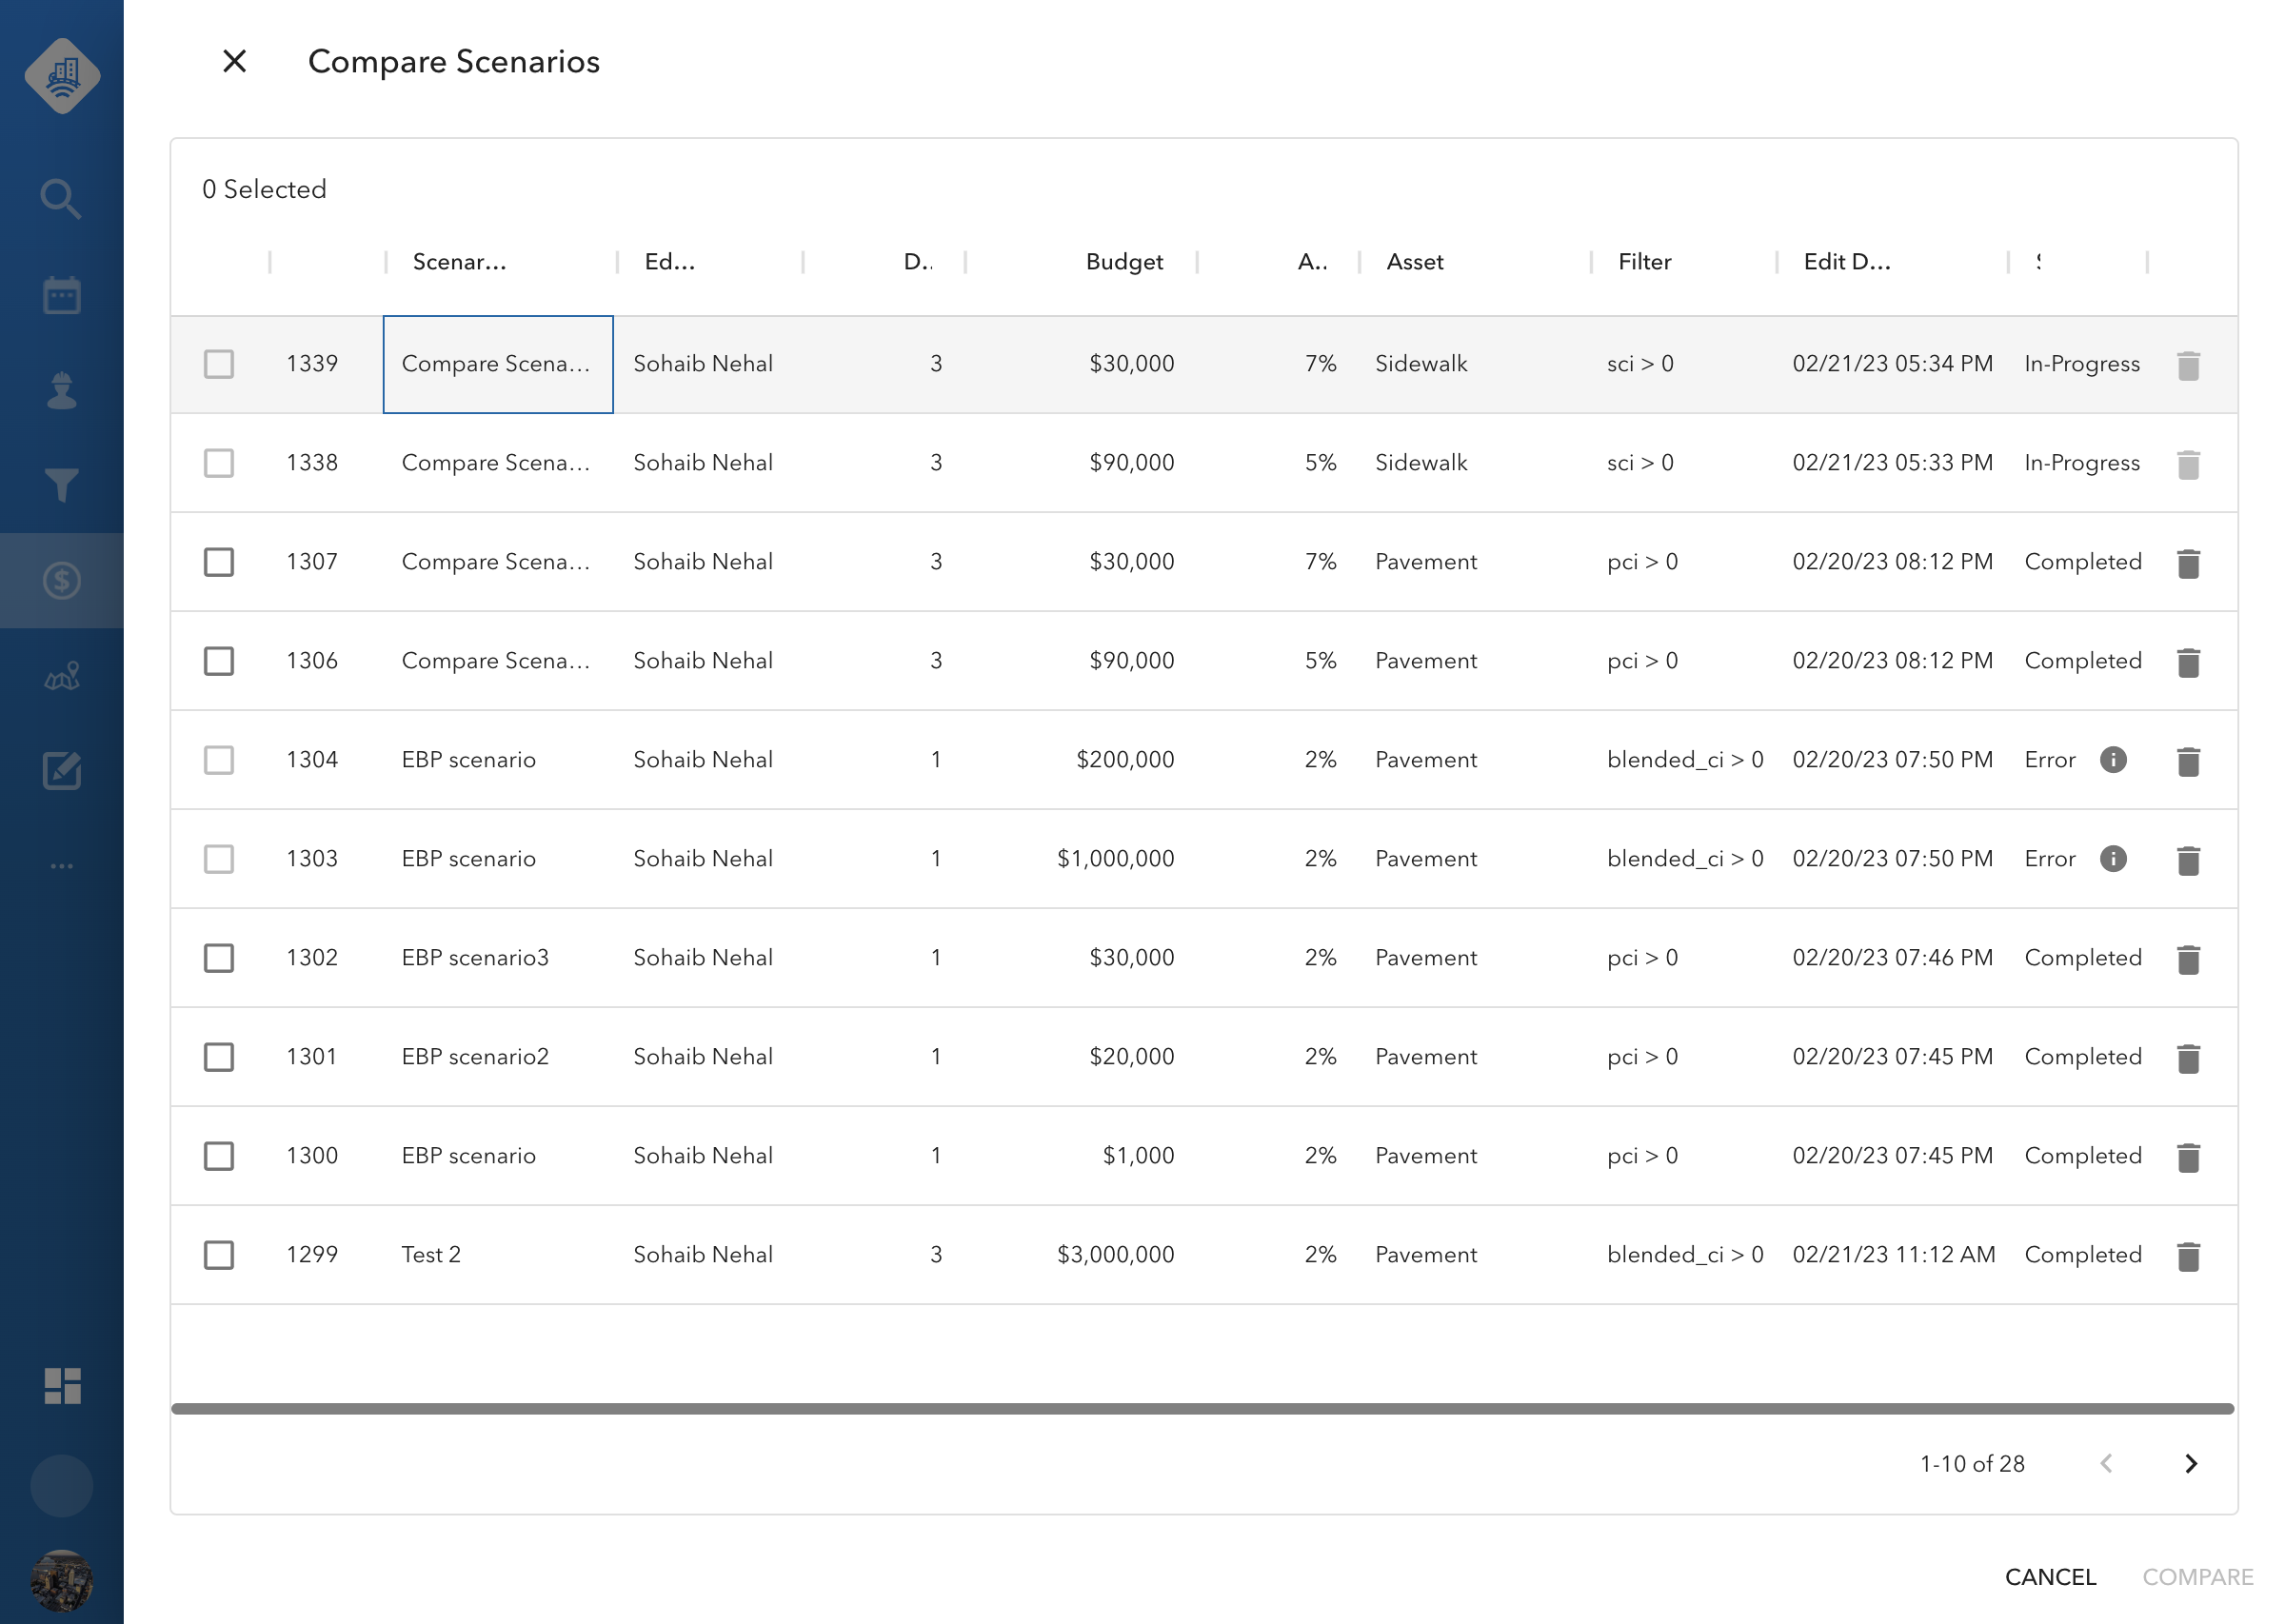 Compare Scenarios
0 Selected
Scenar... Ed... D.. Budget A.. Asset Filter Edit D...
1339 Compare Scena... Sohaib Nehal 3 $30,000 7% Sidewalk sci > 0 02/21/23 05:34 PM In-Progress
1338 Compare Scena... Sohaib Nehal 3 $90,000 5% Sidewalk sci > 0 02/21/23 05:33 PM In-Progress
1307 Compare Scena... Sohaib Nehal 3 $30,000 7% Pavement pci > 0 02/20/23 08:12 PM Completed
1306 Compare Scena... Sohaib Nehal 3 $90,000 5% Pavement pci > 0 02/20/23 08:12 PM Completed
1304 EBP scenario Sohaib Nehal 1 $200,000 2% Pavement blended_ci > 0 02/20/23 07:50 PM Error
1303 EBP scenario Sohaib Nehal 1 $1,000,000 2% Pavement blended_ci > 0 02/20/23 07:50 PM Error
1302 EBP scenario3 Sohaib Nehal 1 $30,000 2% Pavement pci > 0 02/20/23 07:46 PM Completed
1301 EBP scenario2 Sohaib Nehal 1 $20,000 2% Pavement pci > 0 02/20/23 07:45 PM Completed
1300 EBP scenario Sohaib Nehal 1 $1,000 2% Pavement pci > 0 02/20/23 07:45 PM Completed
1299 Test 2 Sohaib Nehal 3 $3,000,000 2% Pavement blended_ci > 0 02/21/23 11:12 AM Completed
1-10 of 28
CANCEL COMPARE